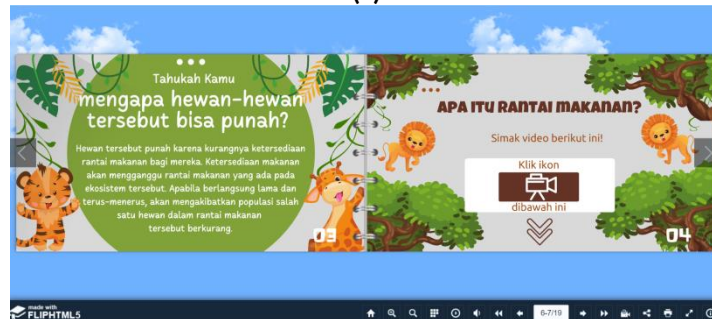 Tahukah Kamu
mengapa hewan-hewan
tersebut bisa punah?
Hewan tersebut punah karena kurangnya ketersediaan
rantai makanan bagi mereka. Ketersediaan makanan
akan mengganggu rantai makanan yang ada pada
ekosistem tersebut. Apabila berlangsung lama dan
terus-menerus, akan mengakibatkan populasi salah
satu hewan dalam rantai makanan
tersebut berkurang.
03
APA ITU RANTAI MAKANAN?
Simak video berikut ini!
Klik ikon
dibawah ini
04
made with
FLIPHTML5
6-7/19